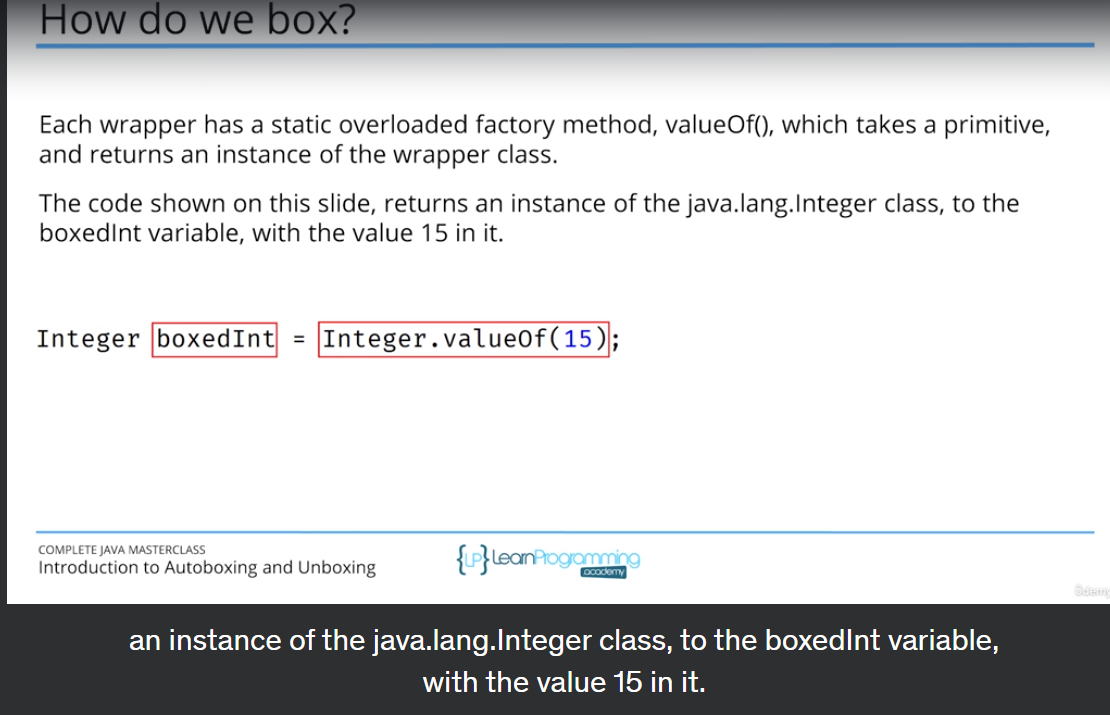 How do we box?
Each wrapper has a static overloaded factory method, valueOf(), which takes a primitive,
and returns an instance of the wrapper class.
The code shown on this slide, returns an instance of the java.lang.Integer class, to the
boxedInt variable, with the value 15 in it.
Integer boxedInt = Integer.valueOf(15);
COMPLETE JAVA MASTERCLASS
Introduction to Autoboxing and Unboxing
{LP} LearnProgramming
academy
an instance of the java.lang.Integer class, to the boxedInt variable,
with the value 15 in it.